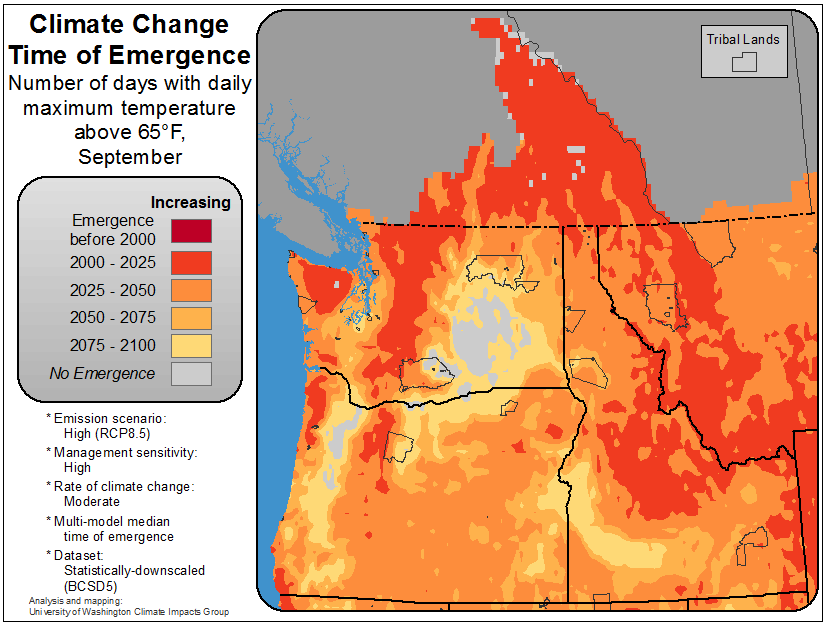 Climate Change
Time of Emergence
Number of days with daily
maximum temperature
above 65°F,
September
Tribal Lands
Increasing
Emergence
before 2000
2000 - 2025
2025 - 2050
2050 - 2075
2075 - 2100
No Emergence
* Emission scenario:
High (RCP8.5)
* Management sensitivity:
High
* Rate of climate change:
Moderate
* Multi-model median
time of emergence
* Dataset:
Statistically-downscaled
(BCSD5)
Analysis and mapping:
University of Washington Climate Impacts Group